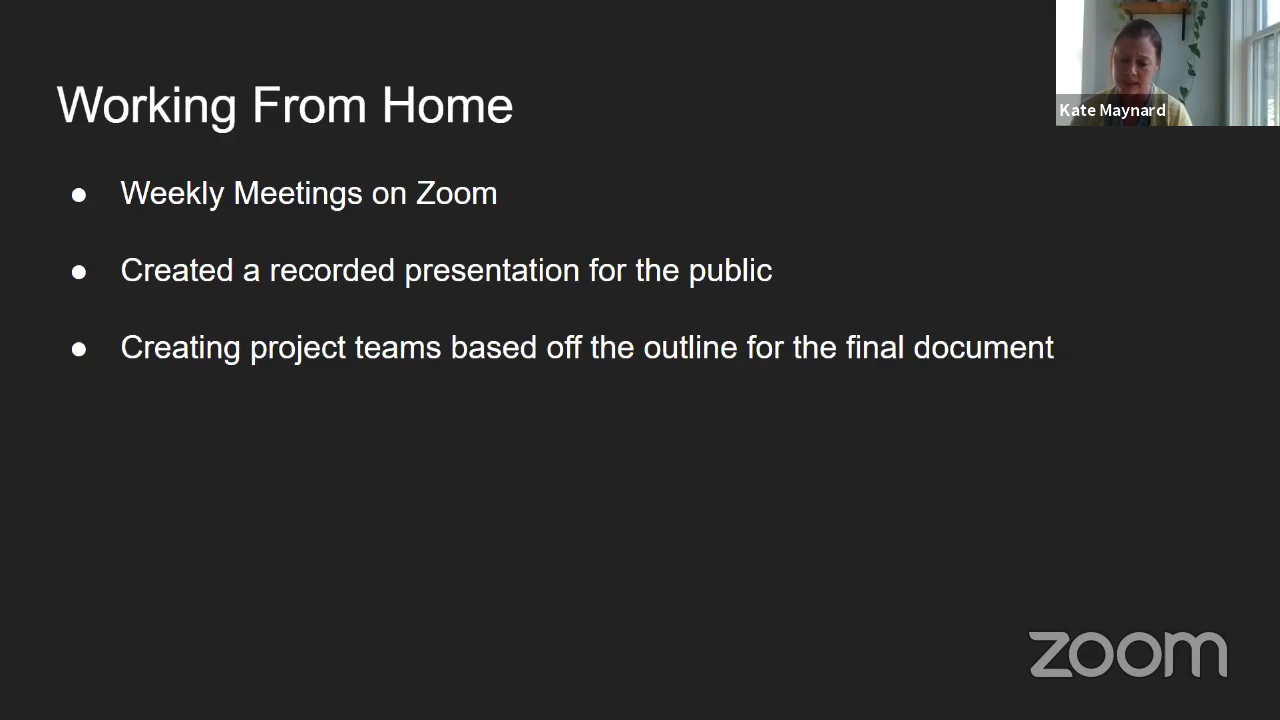 Working From Home
Kate Maynard
● Weekly Meetings on Zoom
● Created a recorded presentation for the public
● Creating project teams based off the outline for the final document
zoom